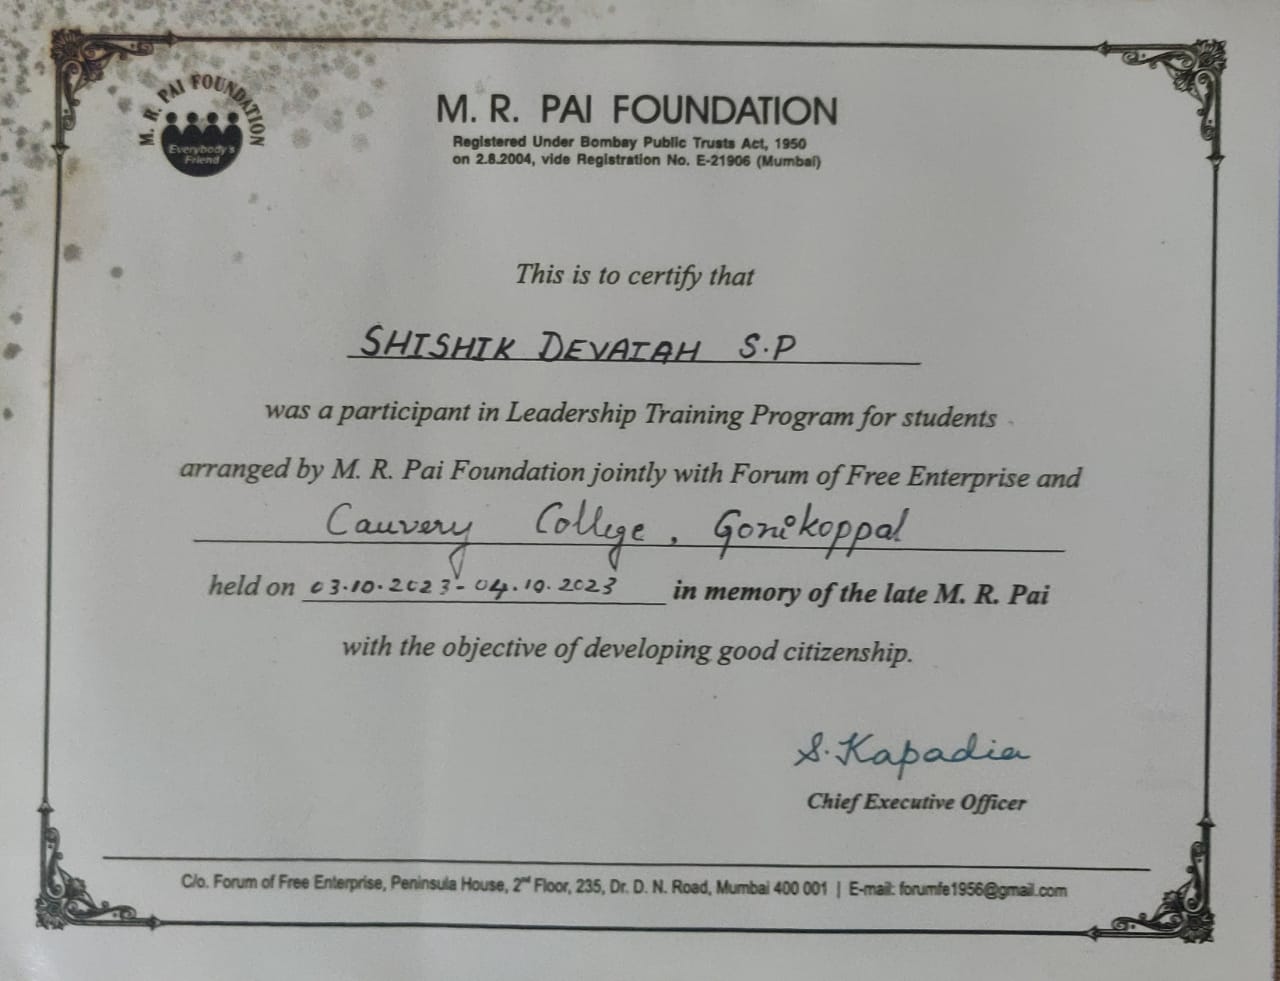 M. R. PAI FOUNDATION
Everybody's
Friend
M. R. PAI FOUNDATION
Registered Under Bombay Public Trusts Act, 1950
on 2.8.2004, vide Registration No. E-21906 (Mumbai)
This is to certify that
SHISHIK DEVAIAH S.P
was a participant in Leadership Training Program for students
arranged by M. R. Pai Foundation jointly with Forum of Free Enterprise and
Cauvery College, Gonikoppal
held on 03.10.2023 - 04.10.2023 in memory of the late M. R. Pai
with the objective of developing good citizenship.
S. Kapadia
Chief Executive Officer
C/o. Forum of Free Enterprise, Peninsula House, 2nd Floor, 235, Dr. D. N. Road, Mumbai 400 001 | E-mail: forumfe1956@gmail.com